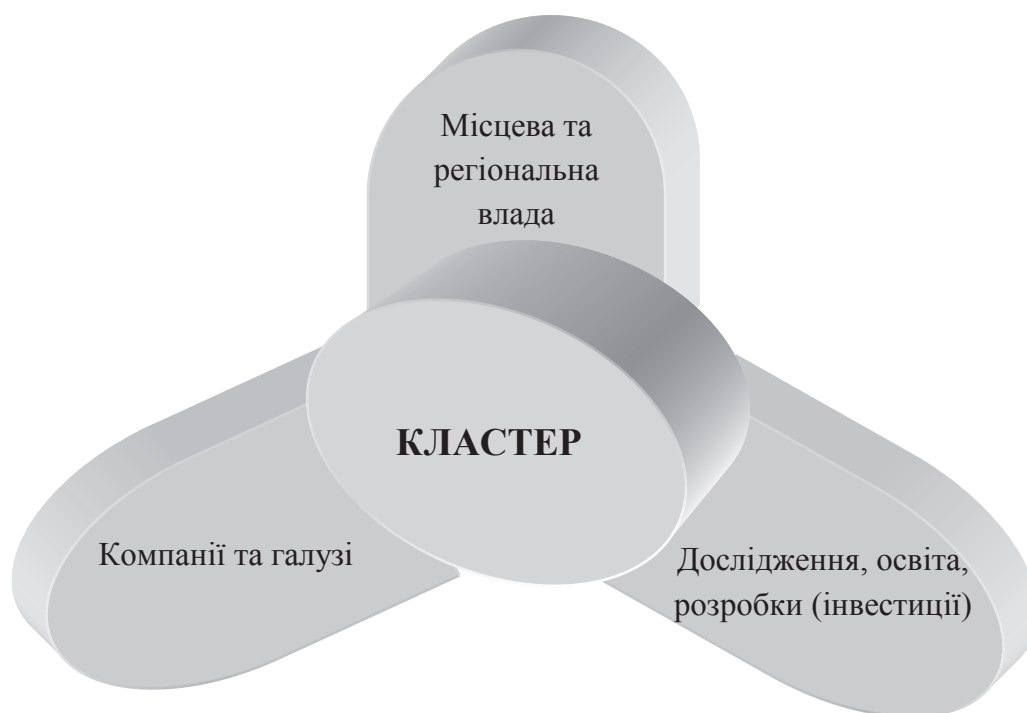 Місцева та
регіональна
влада
КЛАСТЕР
Компанії та галузі
Дослідження, освіта,
розробки (інвестиції)